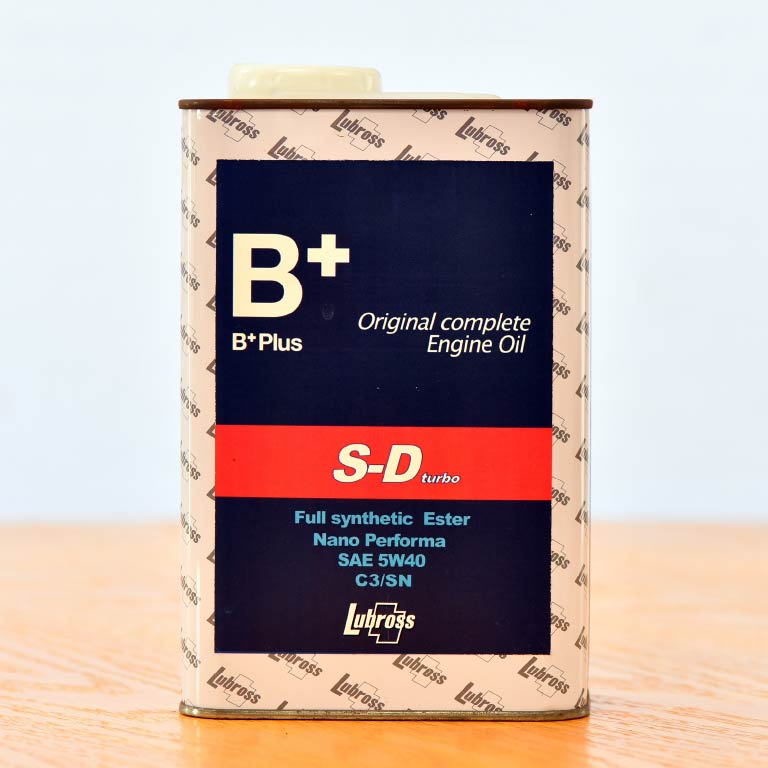 B+
B+ Plus
Original complete
Engine Oil
S-D turbo
Full synthetic Ester
Nano Performa
SAE 5W40
C3/SN
Lubross